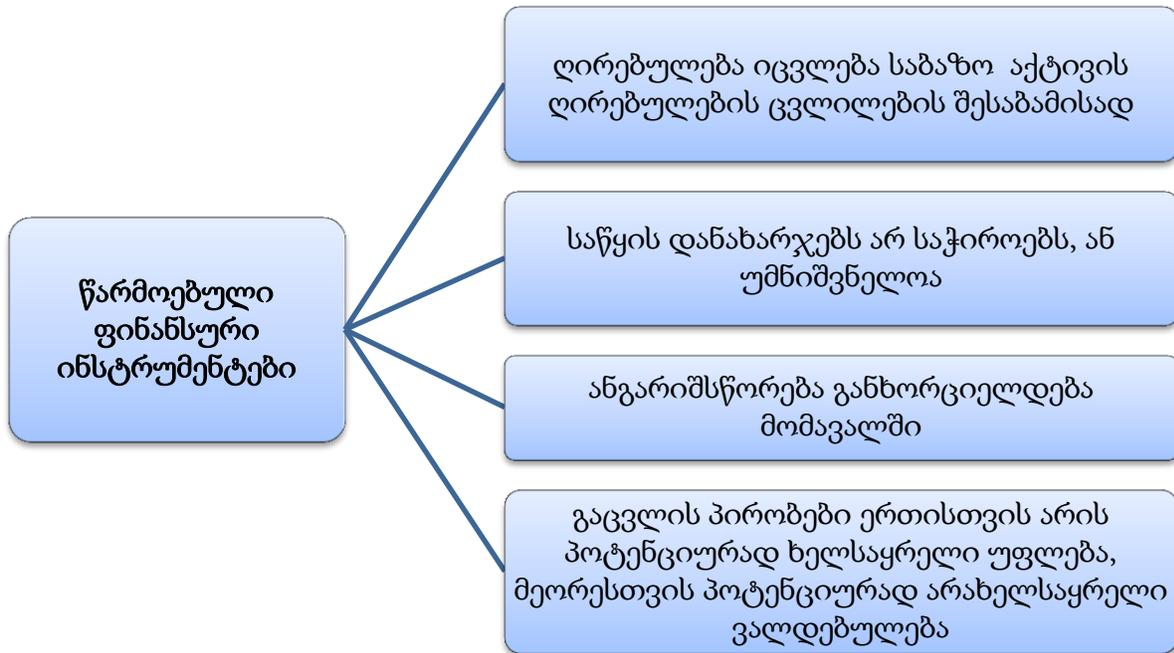 ღირებულება იცვლება საბაზო აქტივის
ღირებულების ცვლილების შესაბამისად
საწყის დანახარჯებს არ საჭიროებს, ან
უმნიშვნელოა
წარმოებული
ფინანსური
ინსტრუმენტები
ანგარიშსწორება განხორციელდება
მომავალში
გაცვლის პირობები ერთისთვის არის
პოტენციურად ხელსაყრელი უფლება,
მეორესთვის პოტენციურად არახელსაყრელი
ვალდებულება